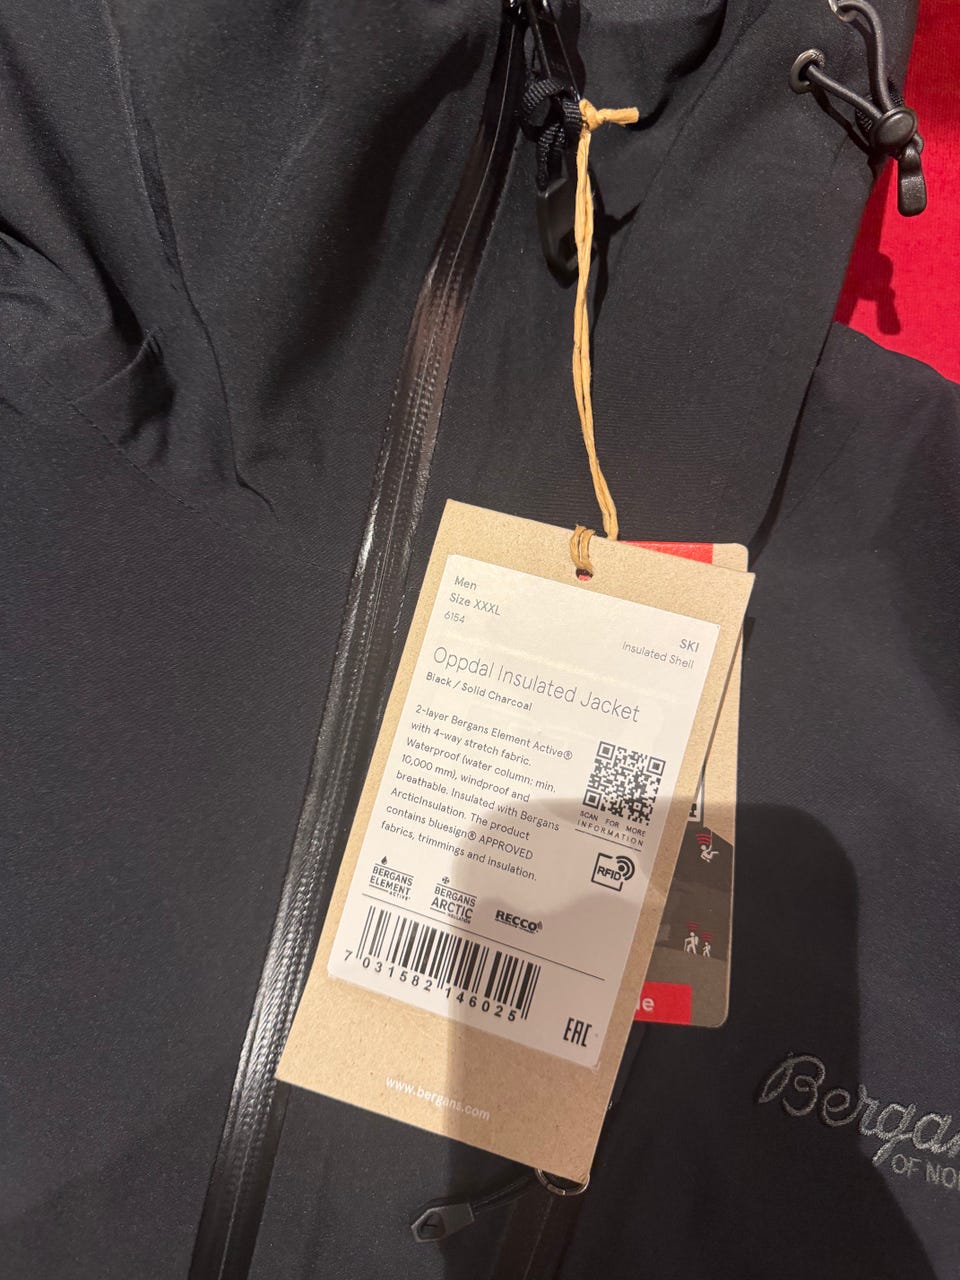 Men
Size XXXL
6154
SKI
Insulated Shell
Oppdal Insulated Jacket
Black / Solid Charcoal
2-layer Bergans Element Active®
with 4-way stretch fabric.
Waterproof (water column: min.
10,000 mm), windproof and
breathable. Insulated with Bergans
ArcticInsulation. The product
contains bluesign® APPROVED
fabrics, trimmings and insulation.
SCAN FOR MORE
INFORMATION
RFID
BERGANS
ELEMENT
ACTIVE
BERGANS
ARCTIC
INSULATION
RECCO
7 031582 146025
EAC
www.bergans.com
Bergan
OF NO